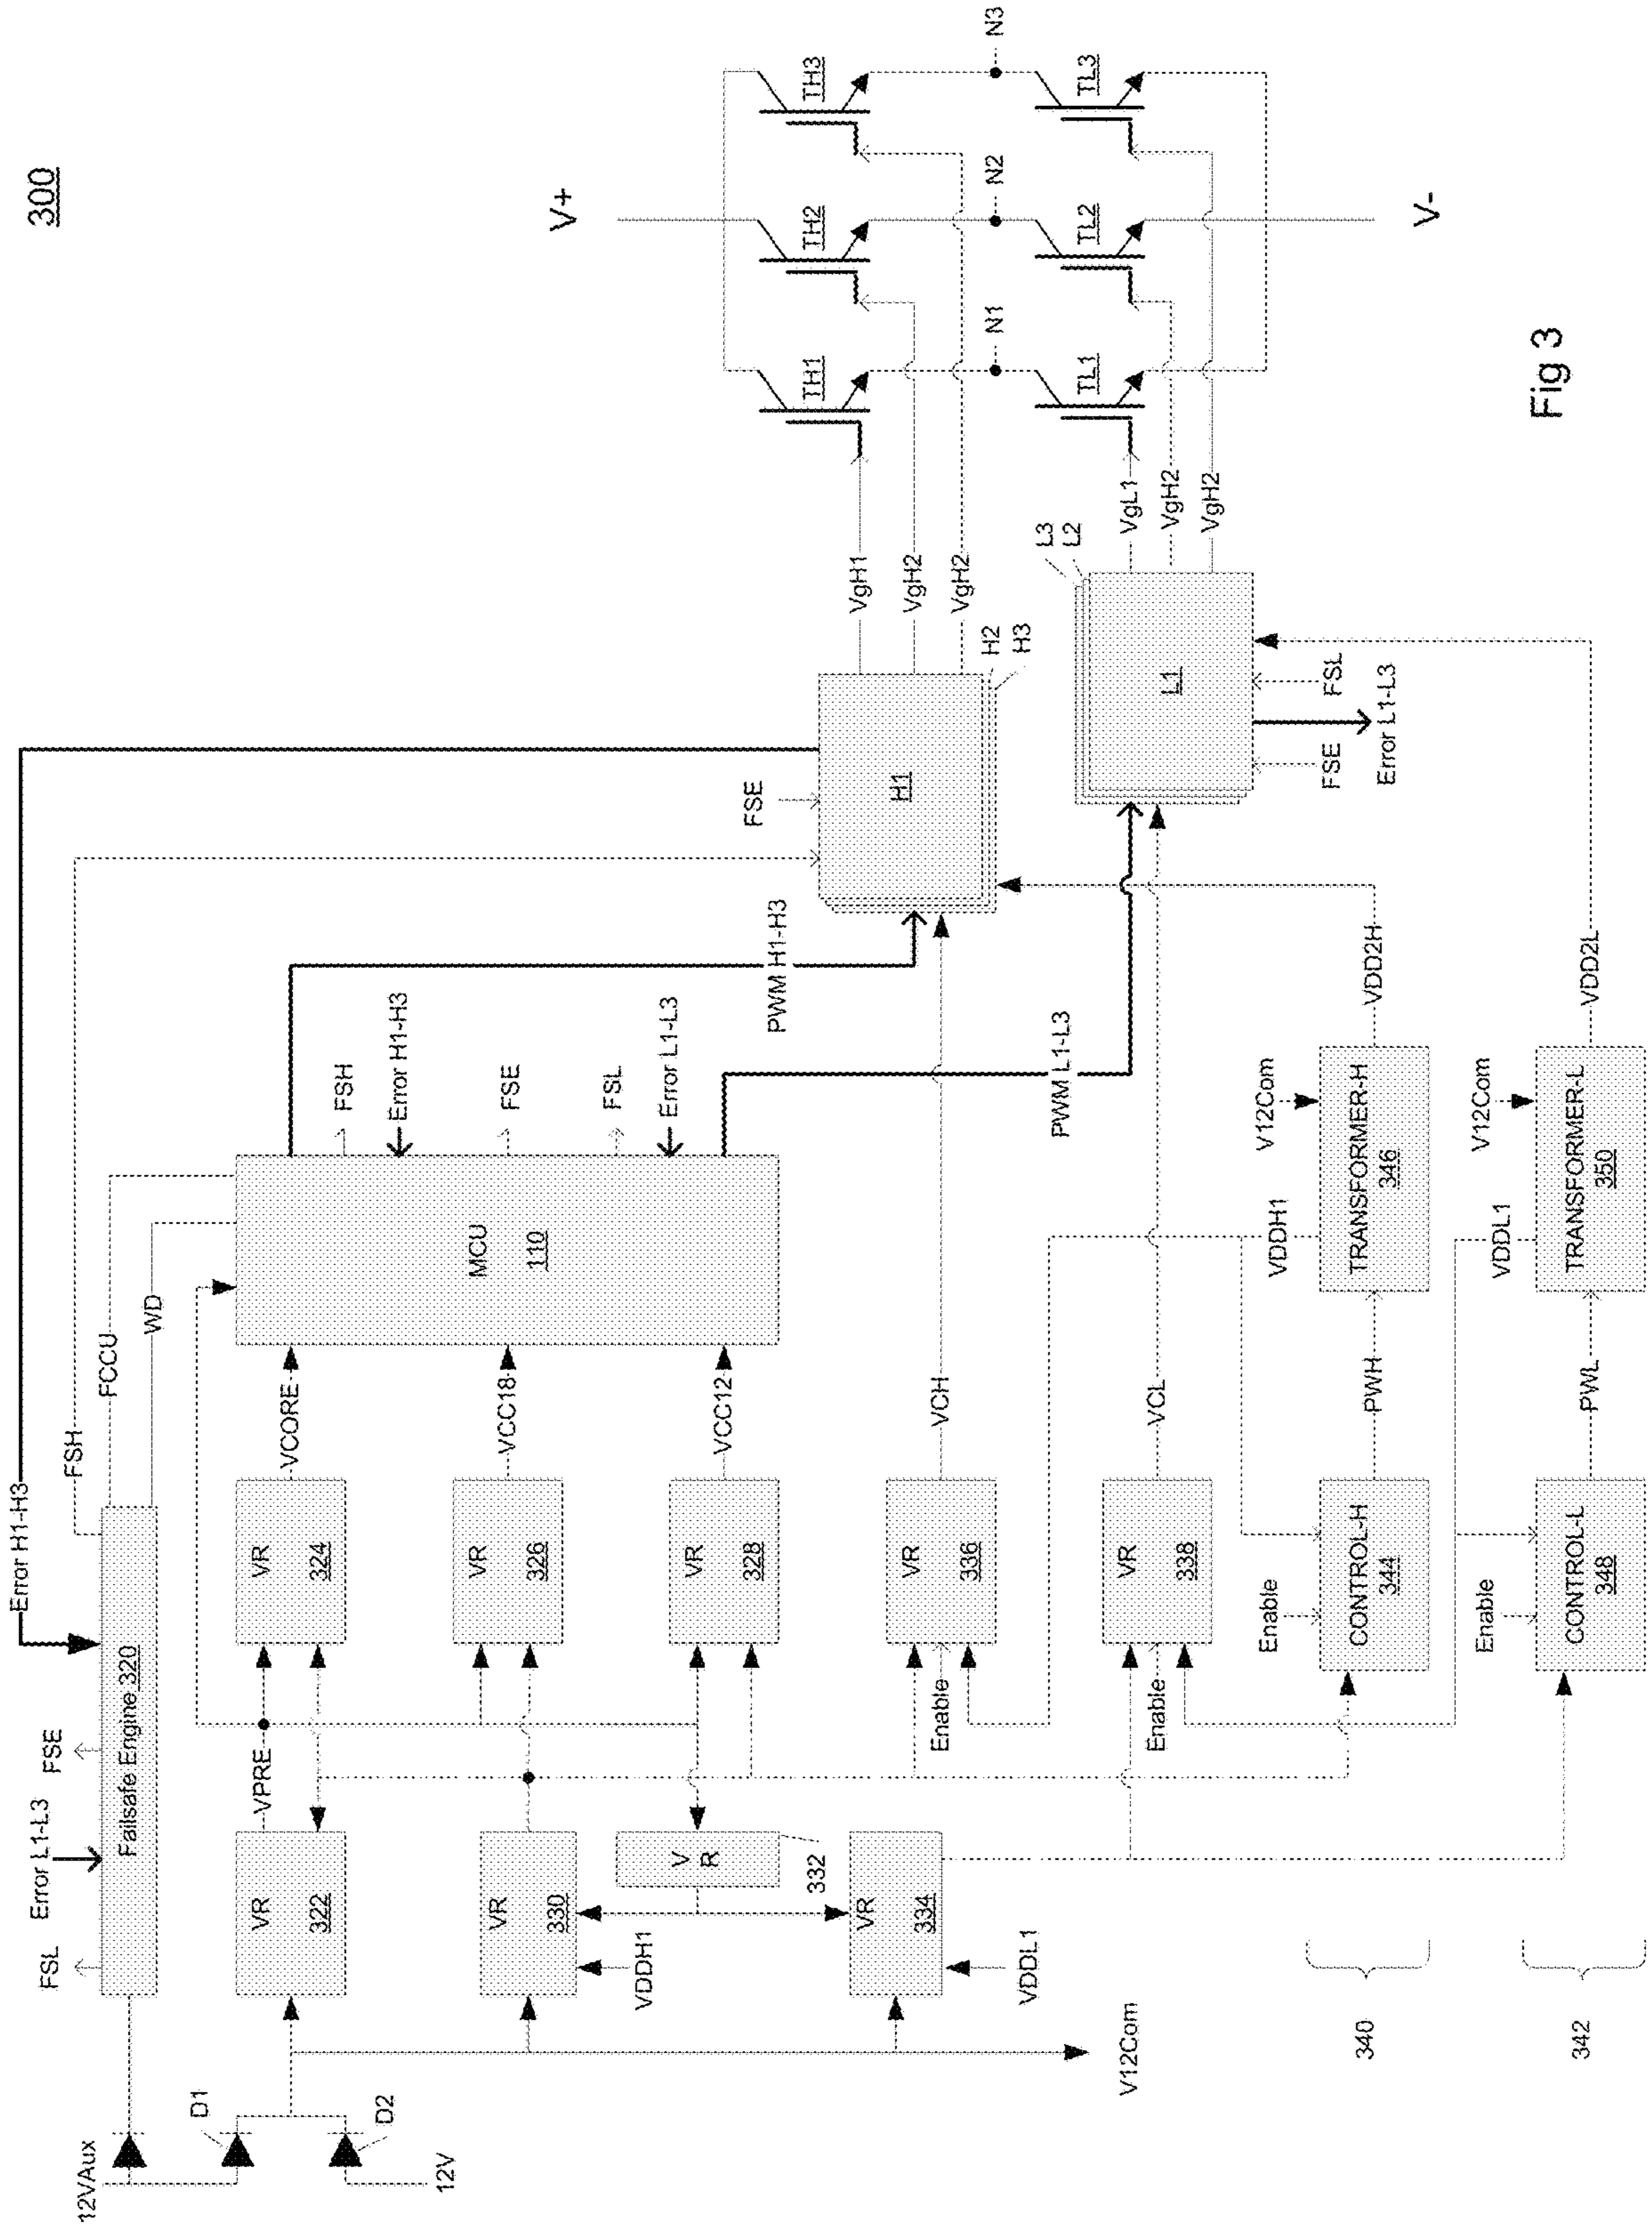 300
Error H1-H3
FSH
FCCU
WD
Error L1-L3
FSL
FSE
Failsafe Engine 320
12VAux
D1
D2
12V
VR
322
VPRE
VR
324
VCORE
VR
326
VCC18
VR
328
VCC12
MCU
110
FSH
Error H1-H3
FSE
FSL
Error L1-L3
PWM H1-H3
PWM L1-L3
VR
330
VDDH1
V
R
332
VR
334
VDDL1
V12Com
Enable
VR
336
VCH
Enable
VR
338
VCL
340
Enable
CONTROL-H
344
PWH
VDDH1
V12Com
TRANSFORMER-H
346
VDD2H
342
Enable
CONTROL-L
348
PWL
VDDL1
V12Com
TRANSFORMER-L
350
VDD2L
FSE
H1
H2
H3
VgH1
VgH2
VgH2
L1
L3
L2
FSE
FSL
Error L1-L3
VgL1
VgH2
VgH2
V+
TH1
TH2
TH3
N1
N2
N3
TL1
TL2
TL3
V-
Fig 3